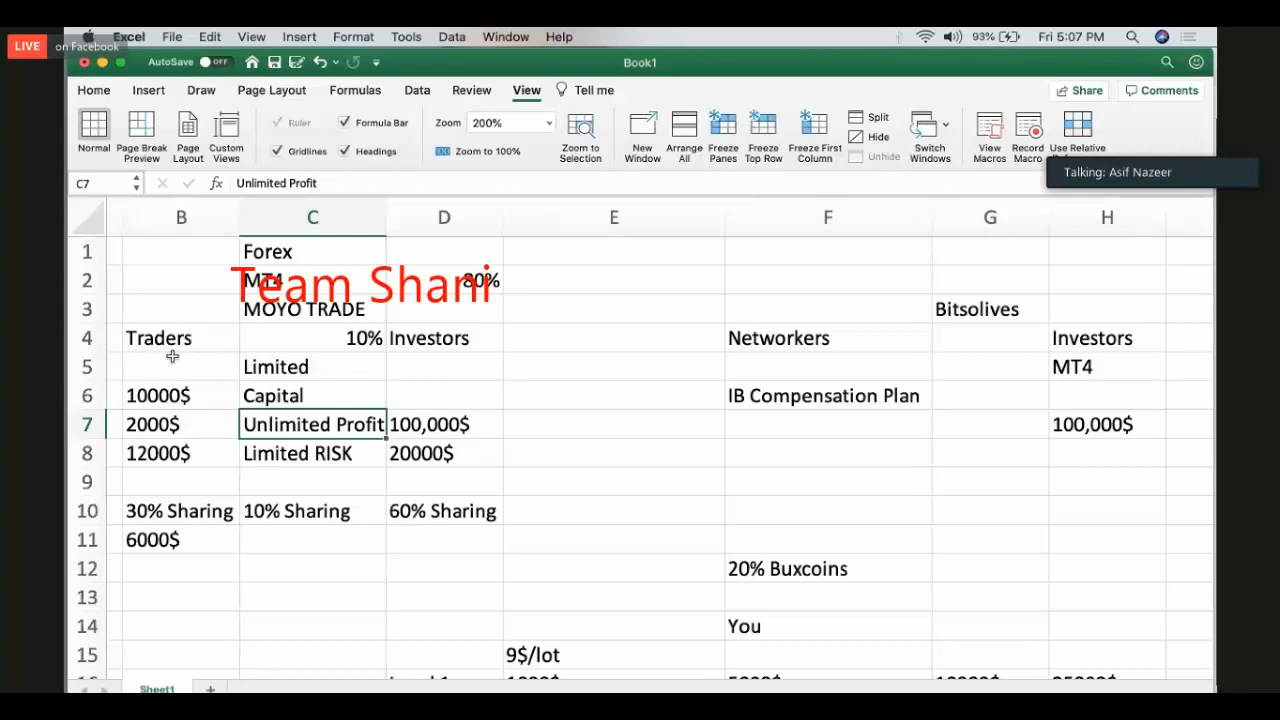 LIVE on Facebook
Excel File Edit View Insert Format Tools Data Window Help 93% Fri 5:07 PM
AutoSave OFF Book1
Home Insert Draw Page Layout Formulas Data Review View Tell me Share Comments
Normal Page Break Preview Page Layout Custom Views Ruler Formula Bar Gridlines Headings Zoom 200% Zoom to 100% Zoom to Selection New Window Arrange All Freeze Panes Freeze Top Row Freeze First Column Split Hide Unhide Switch Windows View Macros Record Macro Use Relative
Talking: Asif Nazeer
C7 fx Unlimited Profit
B C D E F G H
1 Forex
2 MT4 80%
Team Shani
3 MOYO TRADE Bitsolives
4 Traders 10% Investors Networkers Investors
5 Limited MT4
6 10000$ Capital IB Compensation Plan
7 2000$ Unlimited Profit 100,000$ 100,000$
8 12000$ Limited RISK 20000$
9
10 30% Sharing 10% Sharing 60% Sharing
11 6000$
12 20% Buxcoins
13
14 You
15 9$/lot
Sheet1 +